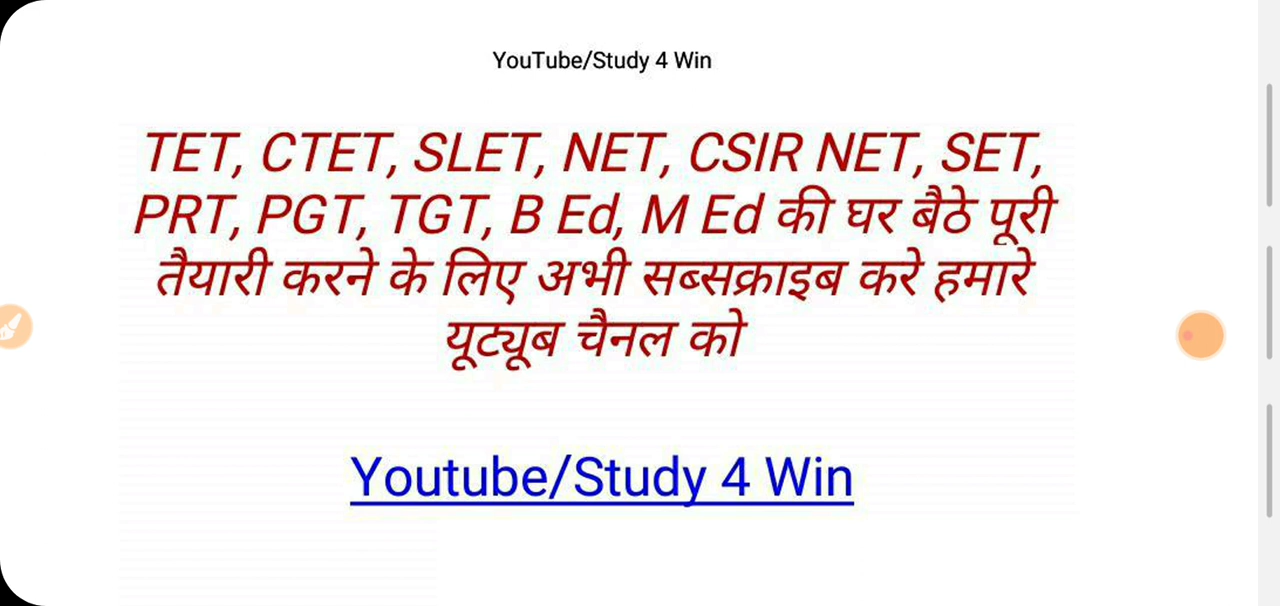 YouTube/Study 4 Win
TET, CTET, SLET, NET, CSIR NET, SET,
PRT, PGT, TGT, B Ed, M Ed की घर बैठे पूरी
तैयारी करने के लिए अभी सब्सक्राइब करे हमारे
यूट्यूब चैनल को
Youtube/Study 4 Win